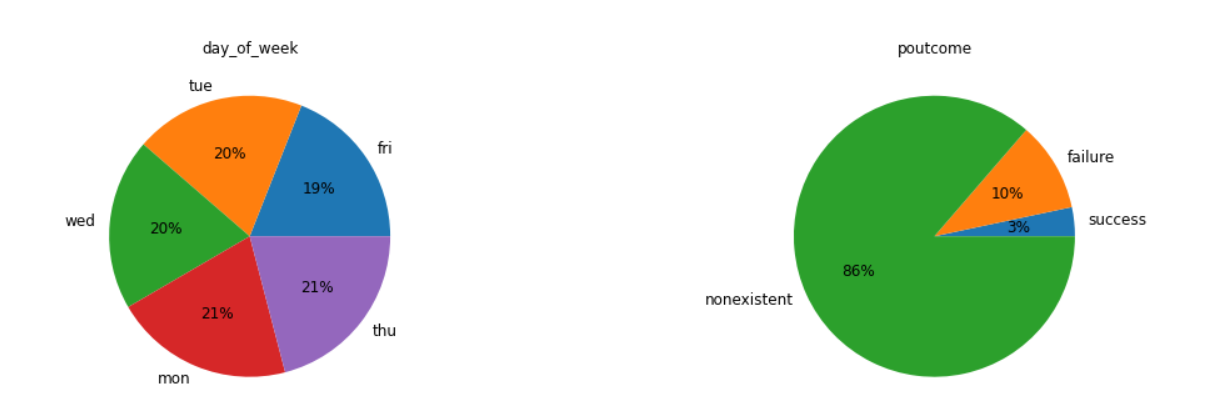 day_of_week
tue
fri
20%
19%
wed
20%
21%
21%
thu
mon
poutcome
failure
10%
success
3%
86%
nonexistent